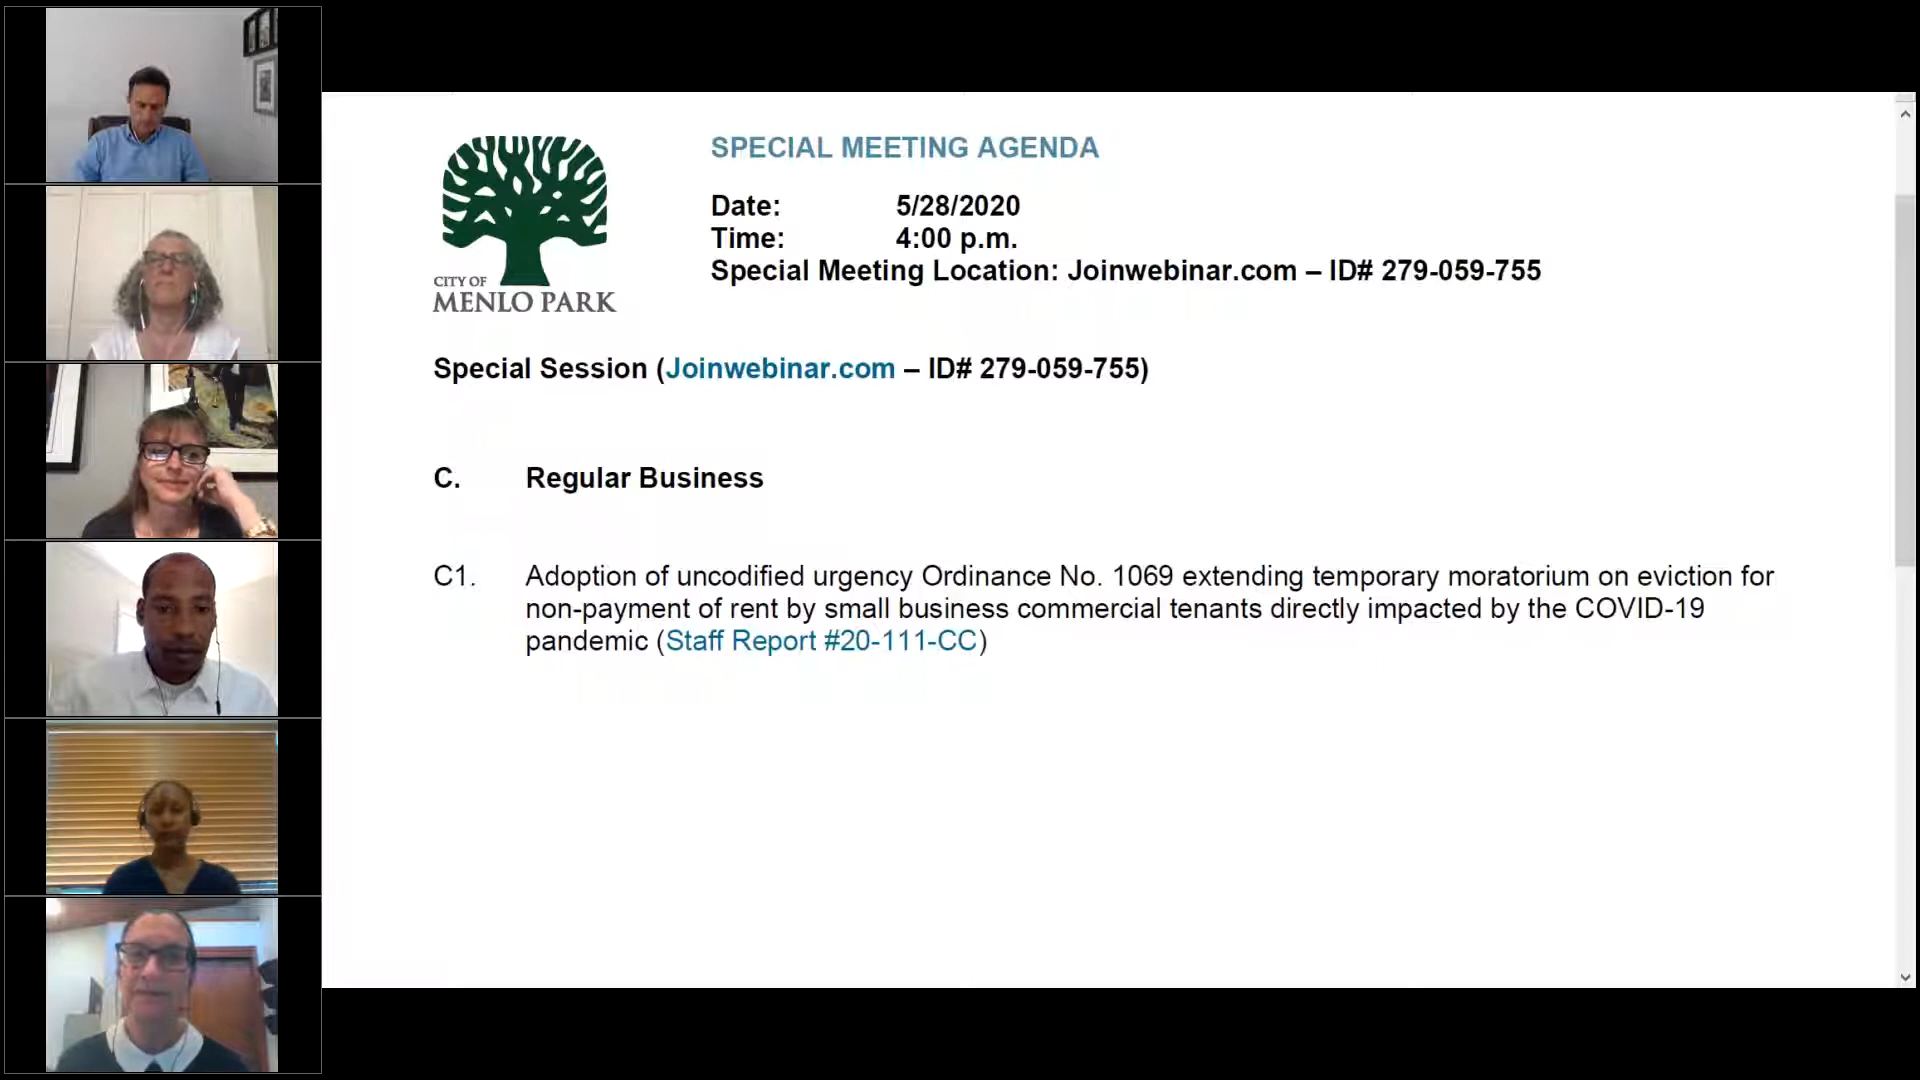 SPECIAL MEETING AGENDA
Date: 5/28/2020
Time: 4:00 p.m.
Special Meeting Location: Joinwebinar.com – ID# 279-059-755
CITY OF
MENLO PARK
Special Session (Joinwebinar.com – ID# 279-059-755)
C. Regular Business
C1. Adoption of uncodified urgency Ordinance No. 1069 extending temporary moratorium on eviction for
non-payment of rent by small business commercial tenants directly impacted by the COVID-19
pandemic (Staff Report #20-111-CC)